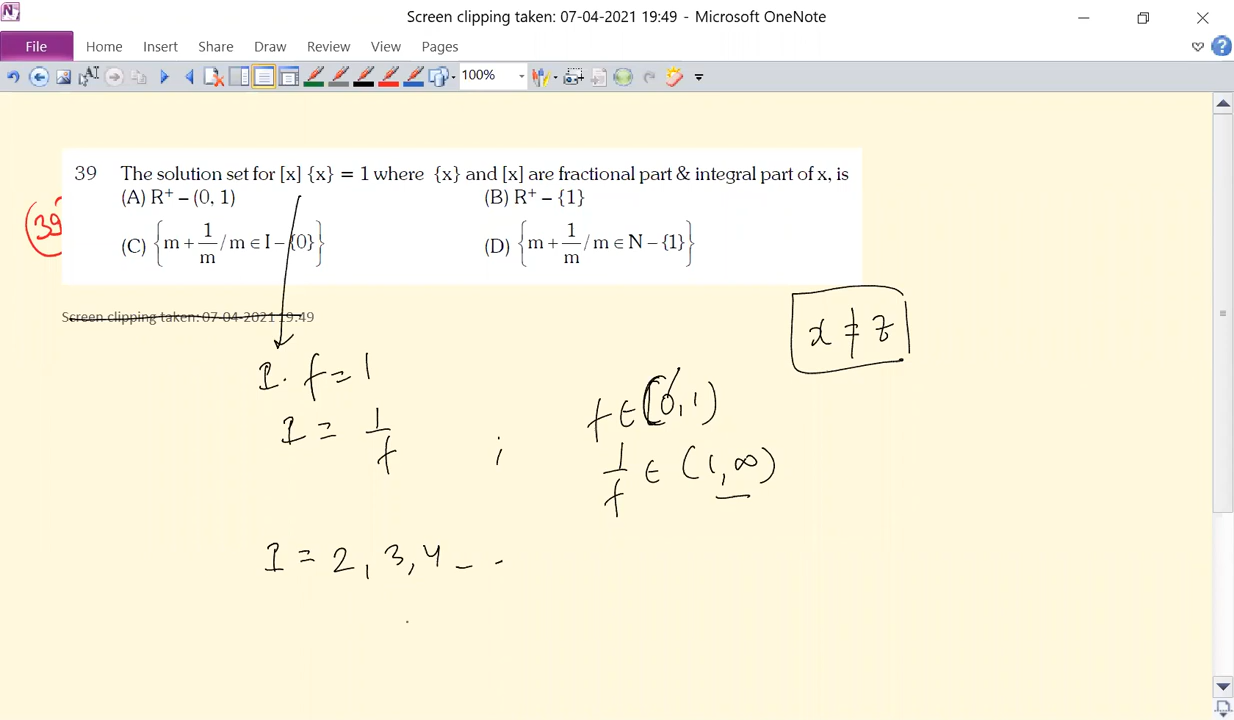 Screen clipping taken: 07-04-2021 19:49 - Microsoft OneNote
File Home Insert Share Draw Review View Pages
100%
39 The solution set for [x] {x} = 1 where {x} and [x] are fractional part & integral part of x, is
(A) R⁺ – (0, 1) (B) R⁺ – {1}
(C) {m + 1/m / m ∈ I – {0}} (D) {m + 1/m / m ∈ N – {1}}
39
Screen clipping taken: 07-04-2021 19:49
x ≠ z
I. f = 1
f ∈ (0, 1)
I = 1/f ;
1/f ∈ (1, ∞)
I = 2, 3, 4 - -